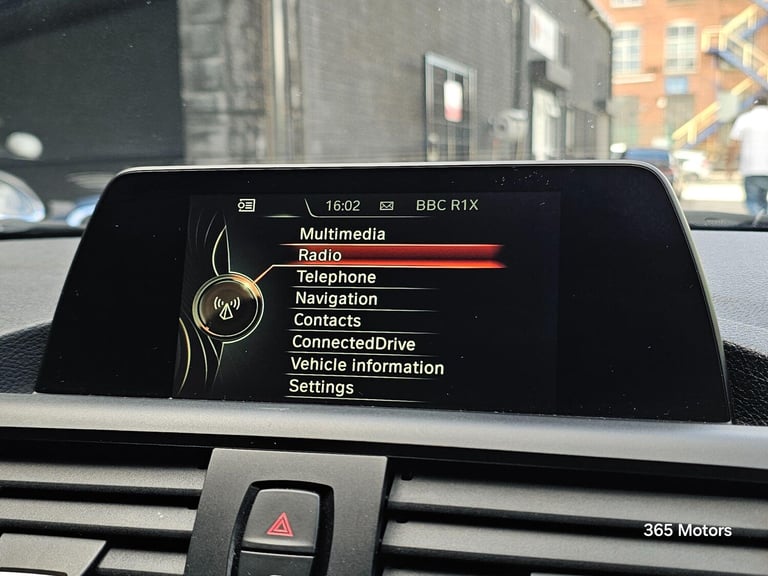 16:02 BBC R1X
Multimedia
Radio
Telephone
Navigation
Contacts
ConnectedDrive
Vehicle information
Settings
365 Motors